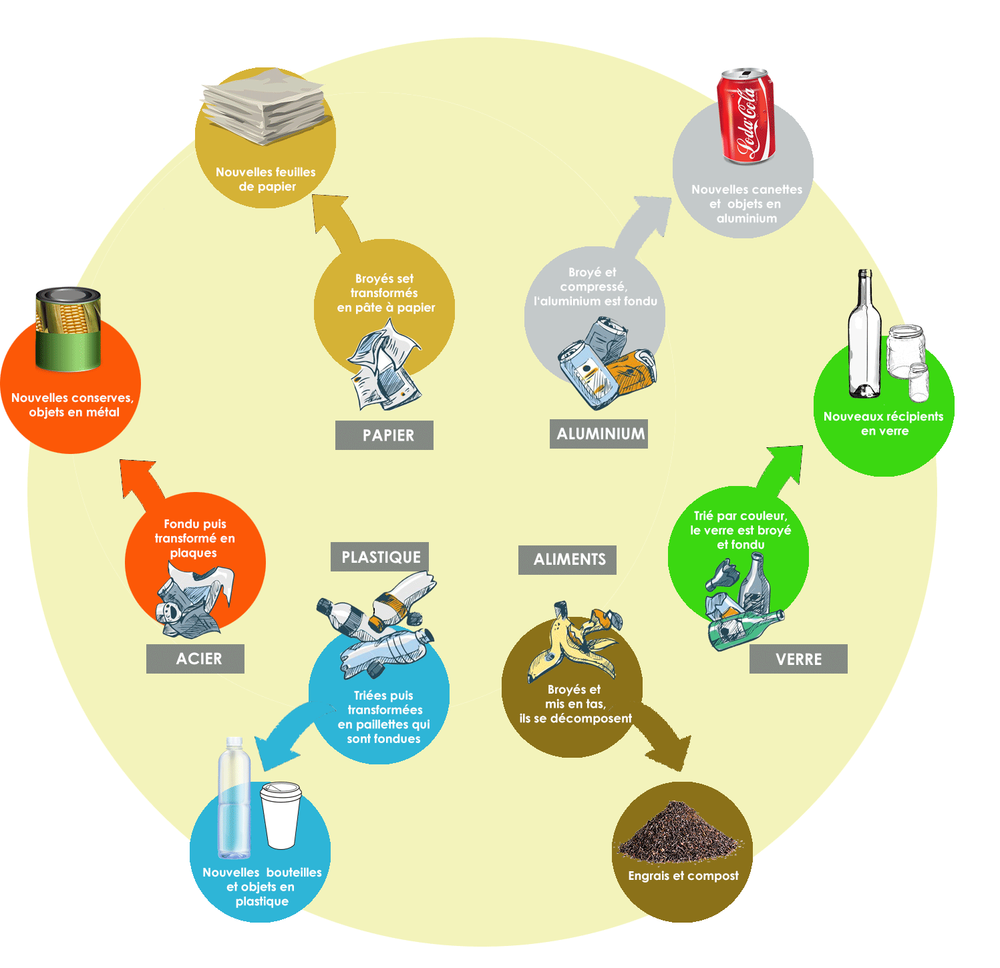 Nouvelles feuilles
de papier
Loda Cola
Nouvelles canettes
et objets en
aluminium
Broyés set
transformés
en pâte à papier
Broyé et
compressé,
l'aluminium est fondu
Nouvelles conserves,
objets en métal
Nouveaux récipients
en verre
PAPIER
ALUMINIUM
Fondu puis
transformé en
plaques
Trié par couleur,
le verre est broyé
et fondu
PLASTIQUE
ALIMENTS
ACIER
VERRE
Triées puis
transformées
en paillettes qui
sont fondues
Broyés et
mis en tas,
ils se décomposent
Nouvelles bouteilles
et objets en
plastique
Engrais et compost